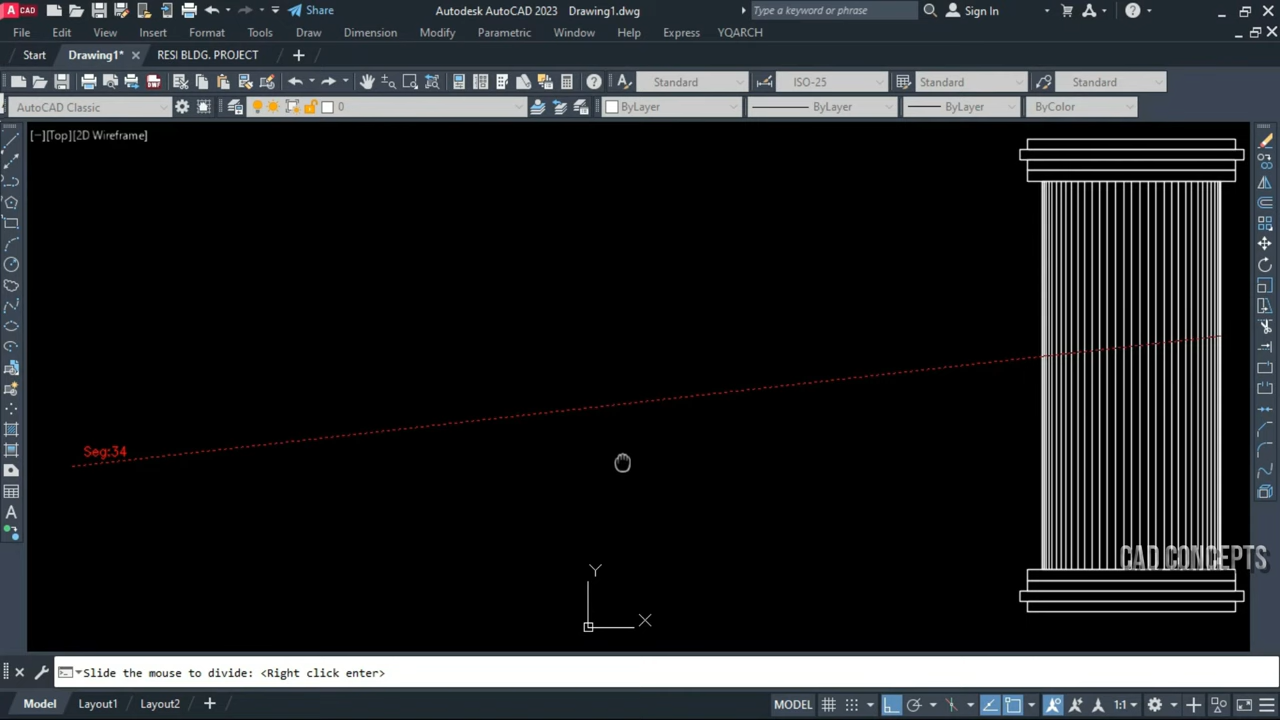 CAD
Share
Autodesk AutoCAD 2023 Drawing1.dwg
Type a keyword or phrase
Sign In
File Edit View Insert Format Tools Draw Dimension Modify Parametric Window Help Express YQARCH
Start Drawing1* RESI BLDG. PROJECT
Standard ISO-25 Standard Standard
AutoCAD Classic 0 ByLayer ByLayer ByLayer ByColor
[−][Top][2D Wireframe]
Seg:34
CAD CONCEPTS
Y
X
Slide the mouse to divide: <Right click enter>
Model Layout1 Layout2 MODEL 1:1